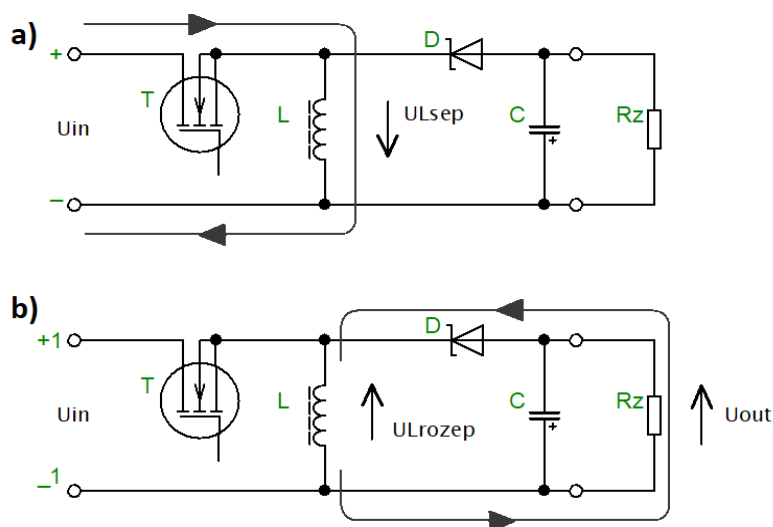 a)
+
T
Uin
L
ULsep
D
C
+
Rz
–
b)
+1
T
Uin
L
ULrozep
D
C
+
Rz
Uout
–1